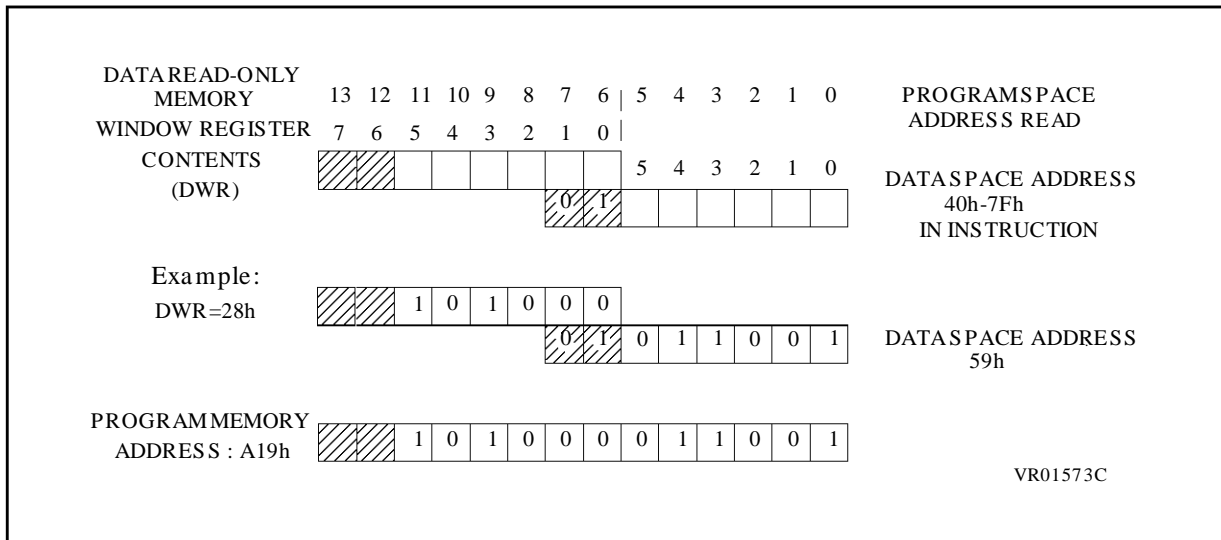 DATA READ-ONLY
MEMORY 13 12 11 10 9 8 7 6 5 4 3 2 1 0 PROGRAM SPACE
ADDRESS READ
WINDOW REGISTER 7 6 5 4 3 2 1 0
CONTENTS
(DWR)
5 4 3 2 1 0
0 1
DATA SPACE ADDRESS
40h-7Fh
IN INSTRUCTION
Example:
DWR=28h
1 0 1 0 0 0
0 1 0 1 1 0 0 1
DATA SPACE ADDRESS
59h
PROGRAM MEMORY
ADDRESS : A19h
1 0 1 0 0 0 0 1 1 0 0 1
VR01573C